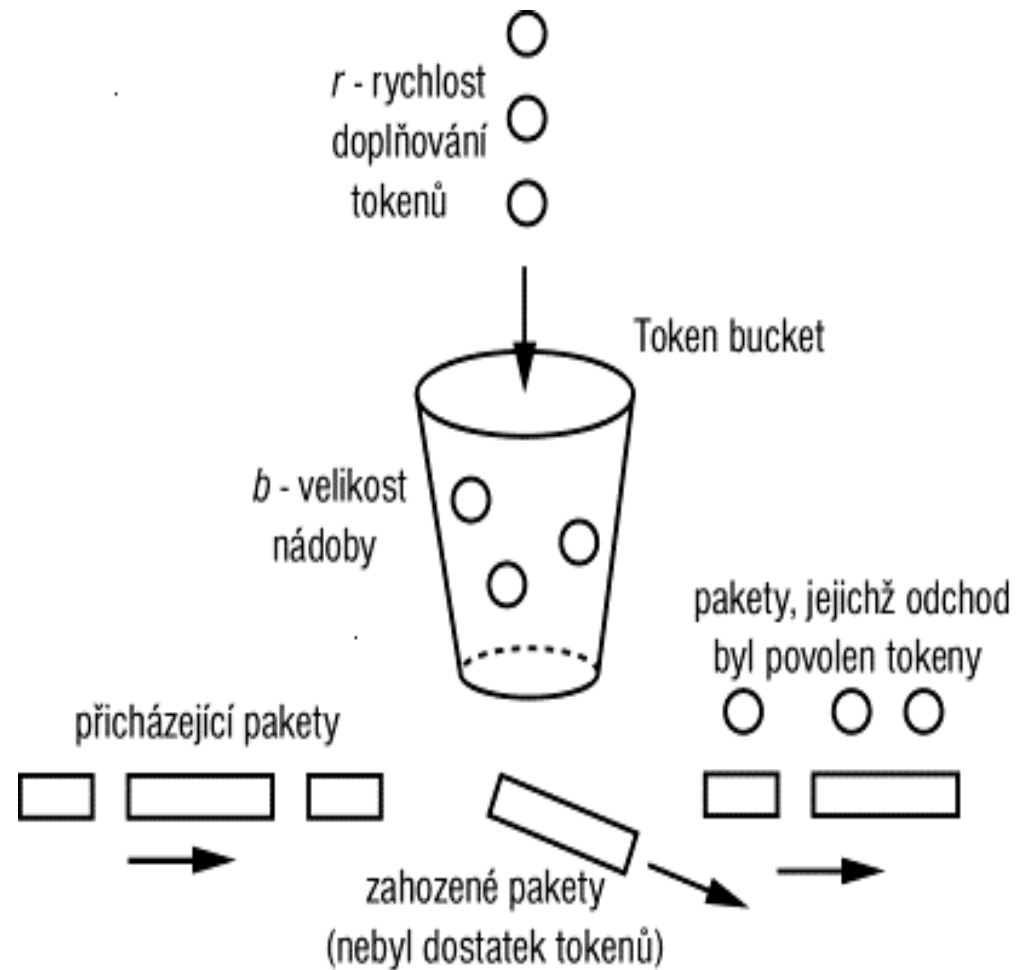 r - rychlost
doplňování
tokenů
Token bucket
b - velikost
nádoby
pakety, jejichž odchod
byl povolen tokeny
přicházející pakety
zahozené pakety
(nebyl dostatek tokenů)